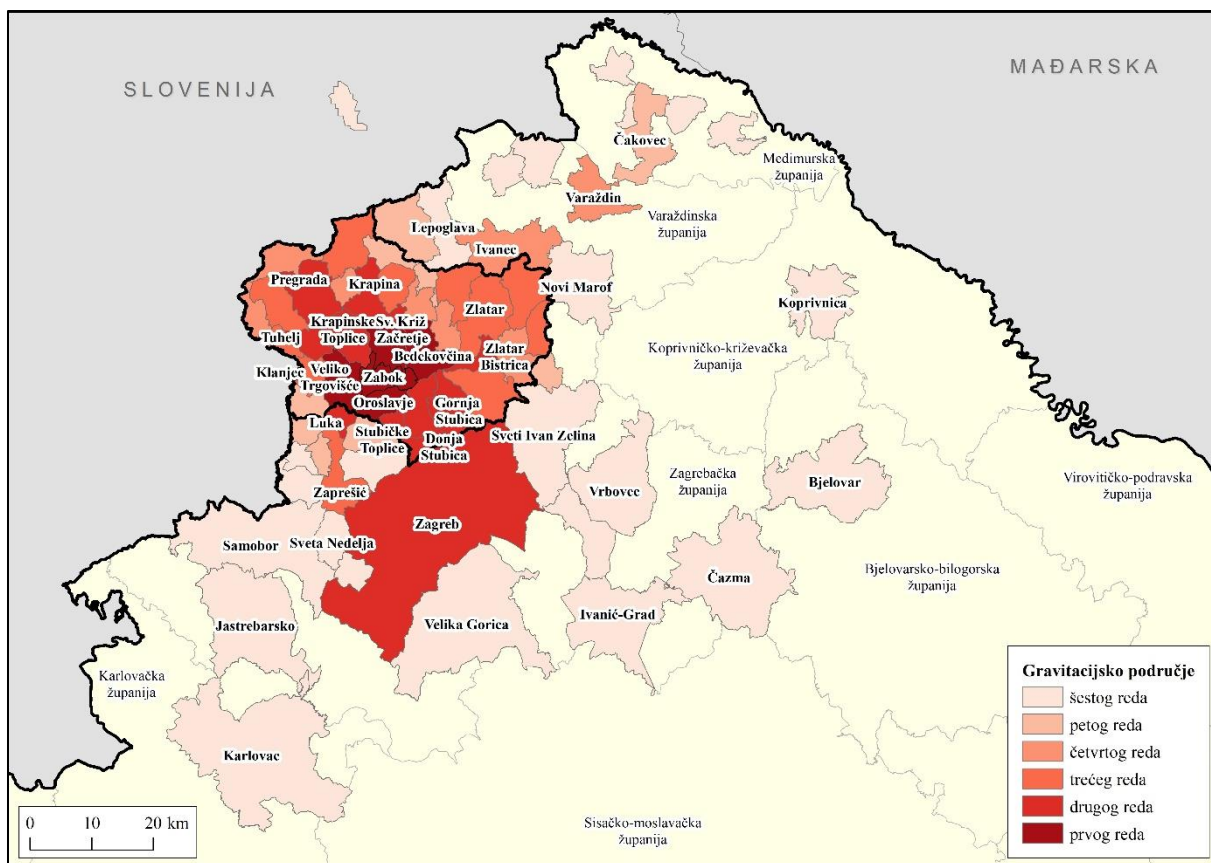 SLOVENIJA
MAĐARSKA
Čakovec
Međimurska
županija
Varaždin
Varaždinska
županija
Lepoglava
Ivanec
Novi Marof
Koprivnica
Pregrada
Krapina
Zlatar
Krapinske
Toplice
Sv. Križ
Začretje
Tuhelj
Bedekovčina
Zlatar
Bistrica
Koprivničko-križevačka
županija
Klanjec
Veliko
Trgovišće
Zabok
Oroslavje
Gornja
Stubica
Luka
Stubičke
Toplice
Donja
Stubica
Sveti Ivan Zelina
Zaprešić
Vrbovec
Zagrebačka
županija
Bjelovar
Virovitičko-podravska
županija
Zagreb
Samobor
Sveta Nedelja
Čazma
Bjelovarsko-bilogorska
županija
Jastrebarsko
Velika Gorica
Ivanić-Grad
Karlovačka
županija
Karlovac
Sisačko-moslavačka
županija
Gravitacijsko područje
šestog reda
petog reda
četvrtog reda
trećeg reda
drugog reda
prvog reda
0 10 20 km